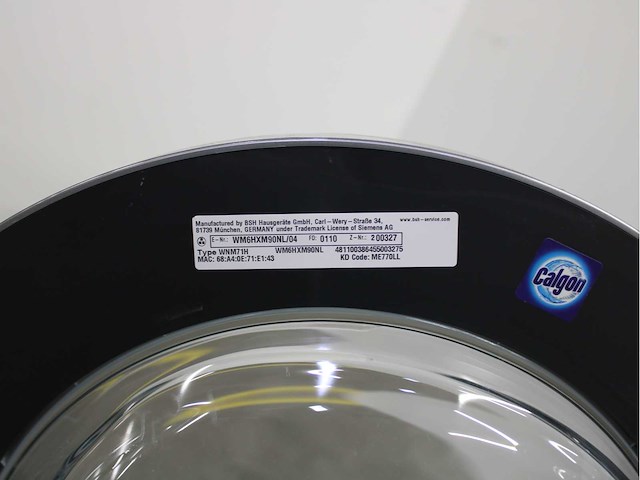 Manufactured by BSH Hausgeräte GmbH, Carl-Wery-Straße 34, www.bsh-service.com
81739 München, GERMANY under Trademark License of Siemens AG
E-Nr.: WM6HXM90NL/04 FD: 0110 Z-Nr.: 200327
Type WNM71H WM6HXM90NL 481100386455003275
MAC: 68:A4:0E:71:E1:43 KD Code: ME770LL
Calgon